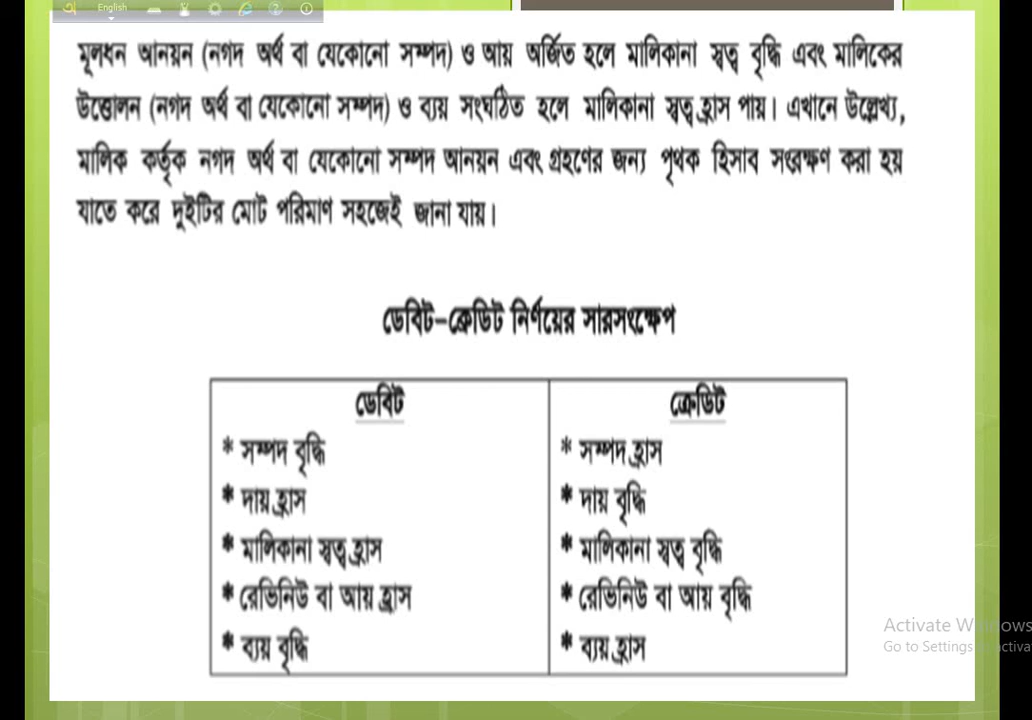 English
মূলধন আনয়ন (নগদ অর্থ বা যেকোনো সম্পদ) ও আয় অর্জিত হলে মালিকানা স্বত্ব বৃদ্ধি এবং মালিকের
উত্তোলন (নগদ অর্থ বা যেকোনো সম্পদ) ও ব্যয় সংঘঠিত হলে মালিকানা স্বত্ব হ্রাস পায়। এখানে উল্লেখ্য,
মালিক কর্তৃক নগদ অর্থ বা যেকোনো সম্পদ আনয়ন এবং গ্রহণের জন্য পৃথক হিসাব সংরক্ষণ করা হয়
যাতে করে দুইটির মোট পরিমাণ সহজেই জানা যায়।
ডেবিট-ক্রেডিট নির্ণয়ের সারসংক্ষেপ
ডেবিট
* সম্পদ বৃদ্ধি
* দায় হ্রাস
* মালিকানা স্বত্ব হ্রাস
* রেভিনিউ বা আয় হ্রাস
* ব্যয় বৃদ্ধি
ক্রেডিট
* সম্পদ হ্রাস
* দায় বৃদ্ধি
* মালিকানা স্বত্ব বৃদ্ধি
* রেভিনিউ বা আয় বৃদ্ধি
* ব্যয় হ্রাস
Activate Windows
Go to Settings